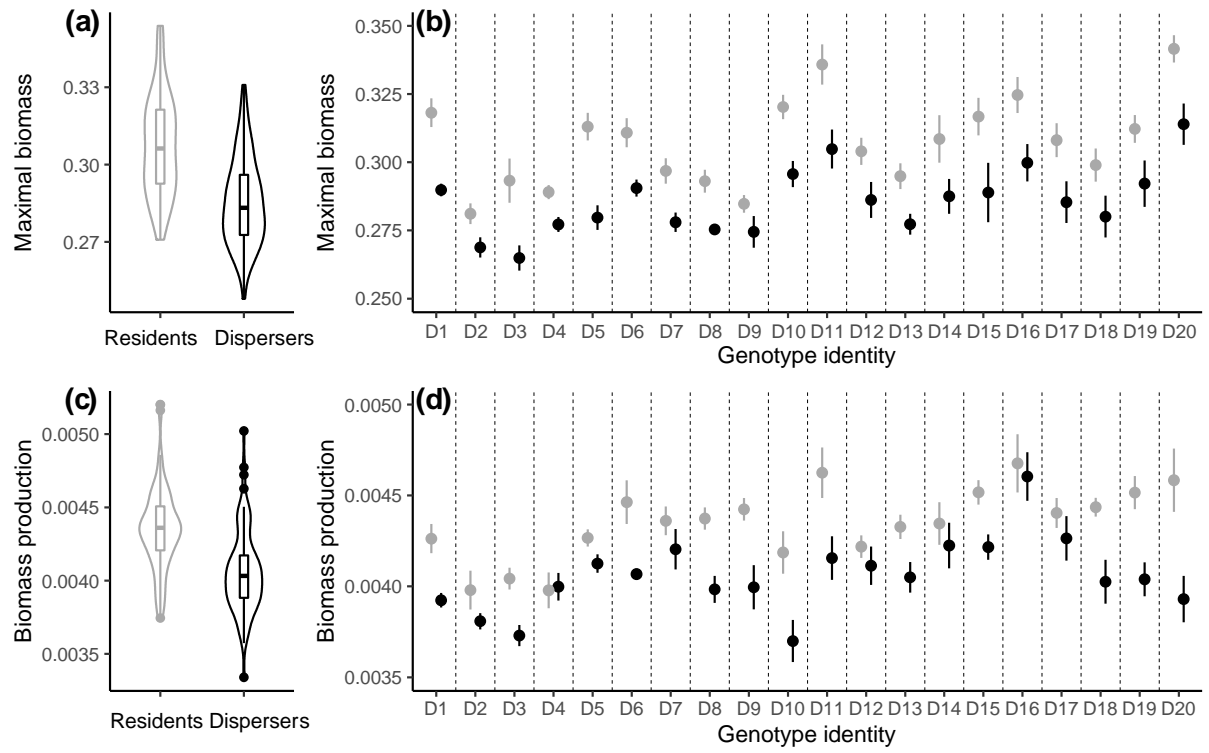 (a)
Maximal biomass
0.33
0.30
0.27
Residents Dispersers
(b)
Maximal biomass
0.350
0.325
0.300
0.275
0.250
D1 D2 D3 D4 D5 D6 D7 D8 D9 D10 D11 D12 D13 D14 D15 D16 D17 D18 D19 D20
Genotype identity
(c)
Biomass production
0.0050
0.0045
0.0040
0.0035
Residents Dispersers
(d)
Biomass production
0.0050
0.0045
0.0040
0.0035
D1 D2 D3 D4 D5 D6 D7 D8 D9 D10 D11 D12 D13 D14 D15 D16 D17 D18 D19 D20
Genotype identity